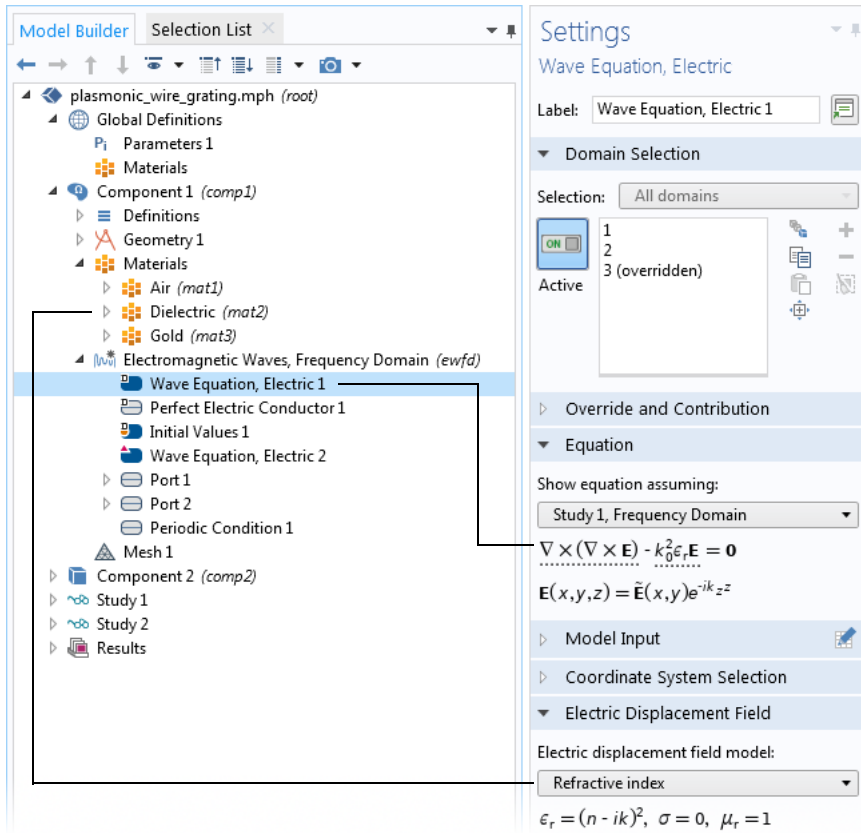 Model Builder
Selection List
plasmonic_wire_grating.mph (root)
Global Definitions
Pi Parameters 1
Materials
Component 1 (comp1)
Definitions
Geometry 1
Materials
Air (mat1)
Dielectric (mat2)
Gold (mat3)
Electromagnetic Waves, Frequency Domain (ewfd)
Wave Equation, Electric 1
Perfect Electric Conductor 1
Initial Values 1
Wave Equation, Electric 2
Port 1
Port 2
Periodic Condition 1
Mesh 1
Component 2 (comp2)
Study 1
Study 2
Results
Settings
Wave Equation, Electric
Label: Wave Equation, Electric 1
Domain Selection
Selection: All domains
ON
Active
1
2
3 (overridden)
Override and Contribution
Equation
Show equation assuming:
Study 1, Frequency Domain
∇ × (∇ × E) - k₀²ϵᵣE = 0
E(x,y,z) = Ẽ(x,y)e^(-ik_z z)
Model Input
Coordinate System Selection
Electric Displacement Field
Electric displacement field model:
Refractive index
ϵᵣ = (n - ik)², σ = 0, μᵣ = 1